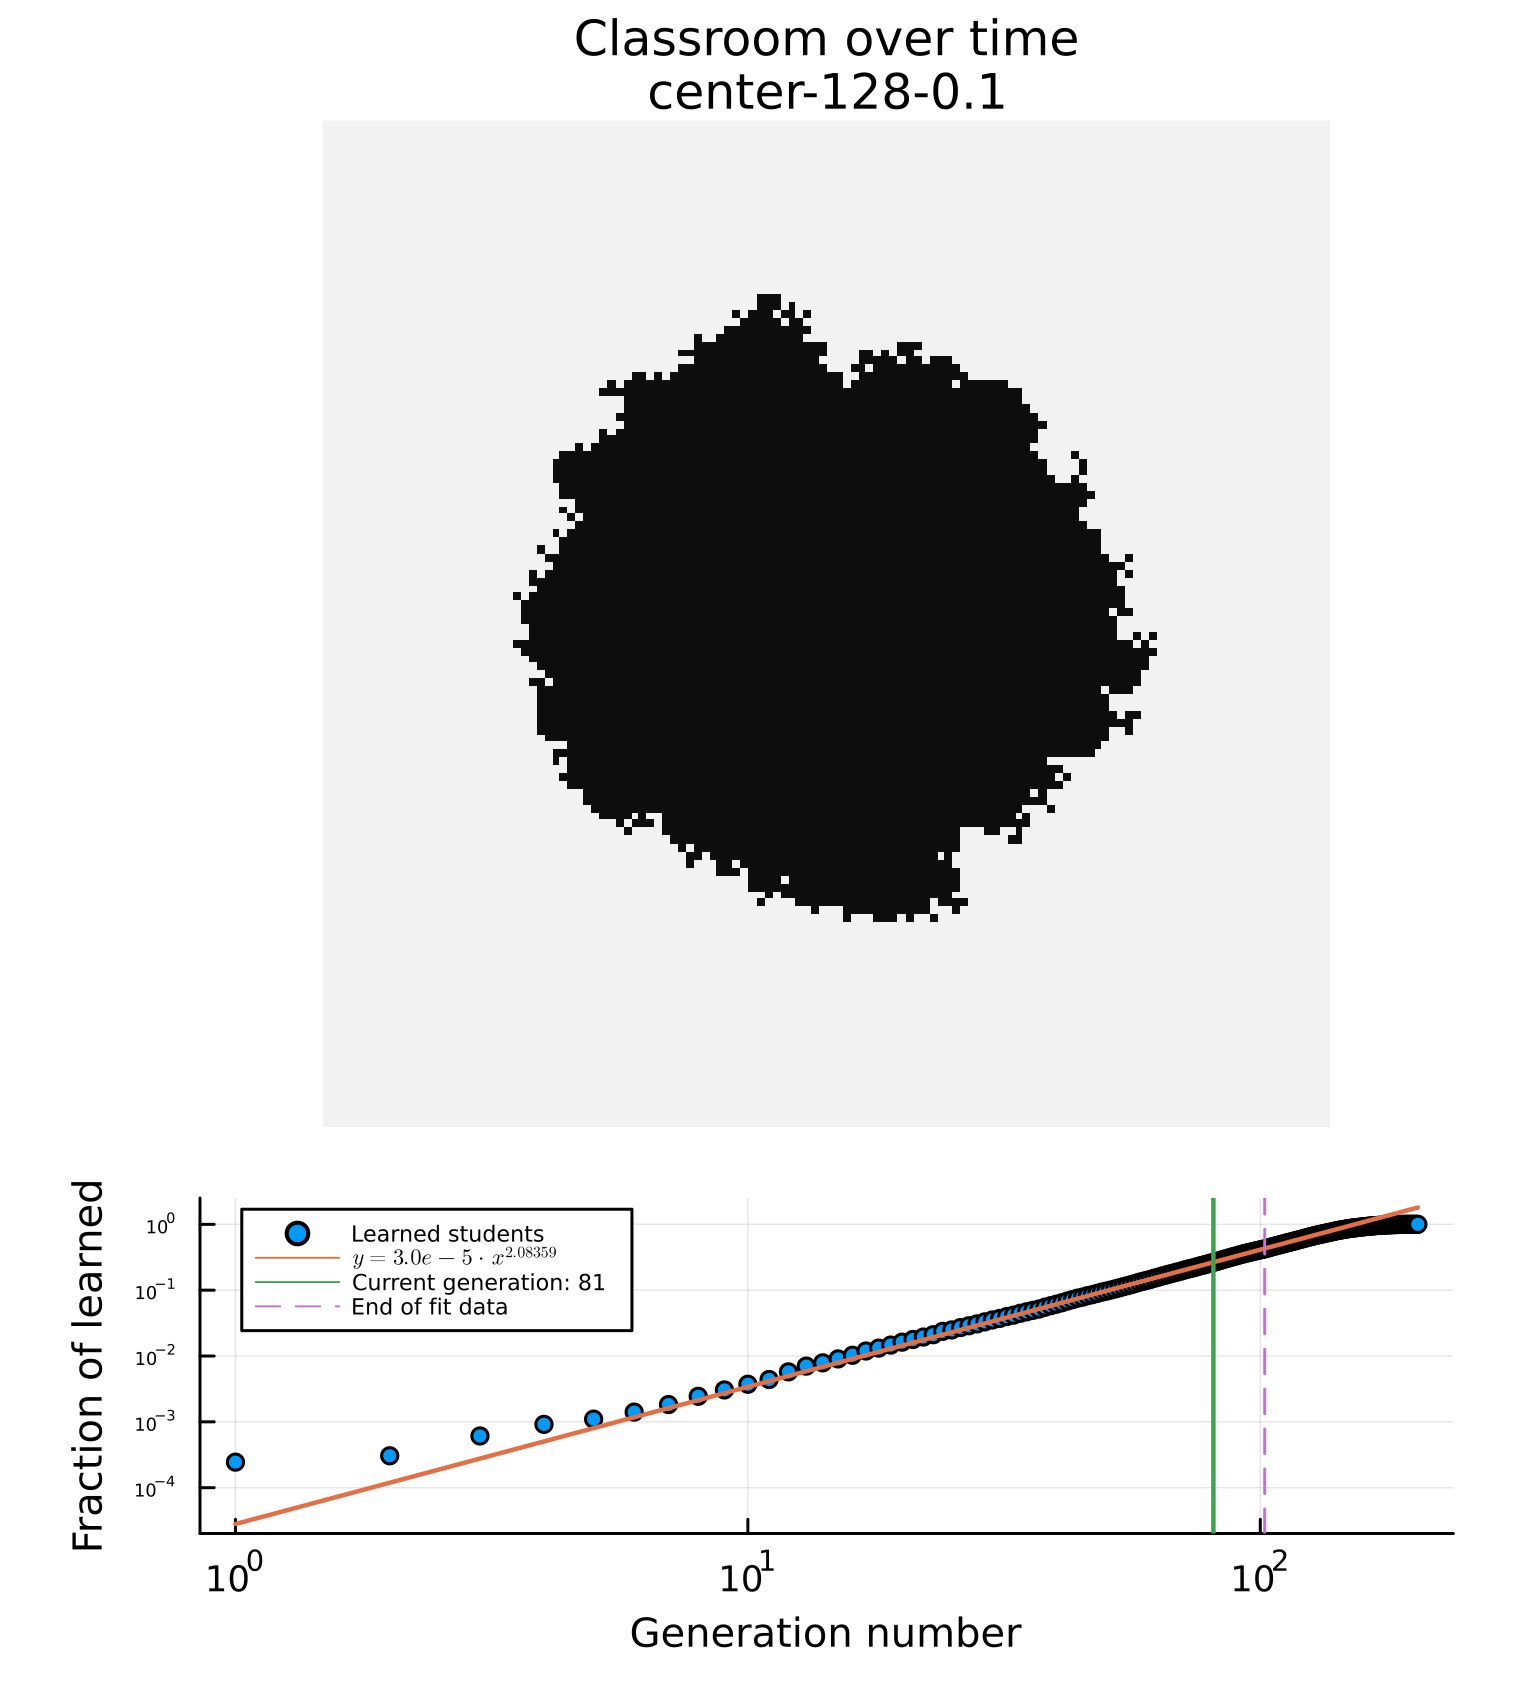 Classroom over time
center-128-0.1
Fraction of learned
10^0
10^-1
10^-2
10^-3
10^-4
Learned students
y = 3.0e − 5 · x^2.08359
Current generation: 81
End of fit data
10^0 10^1 10^2
Generation number